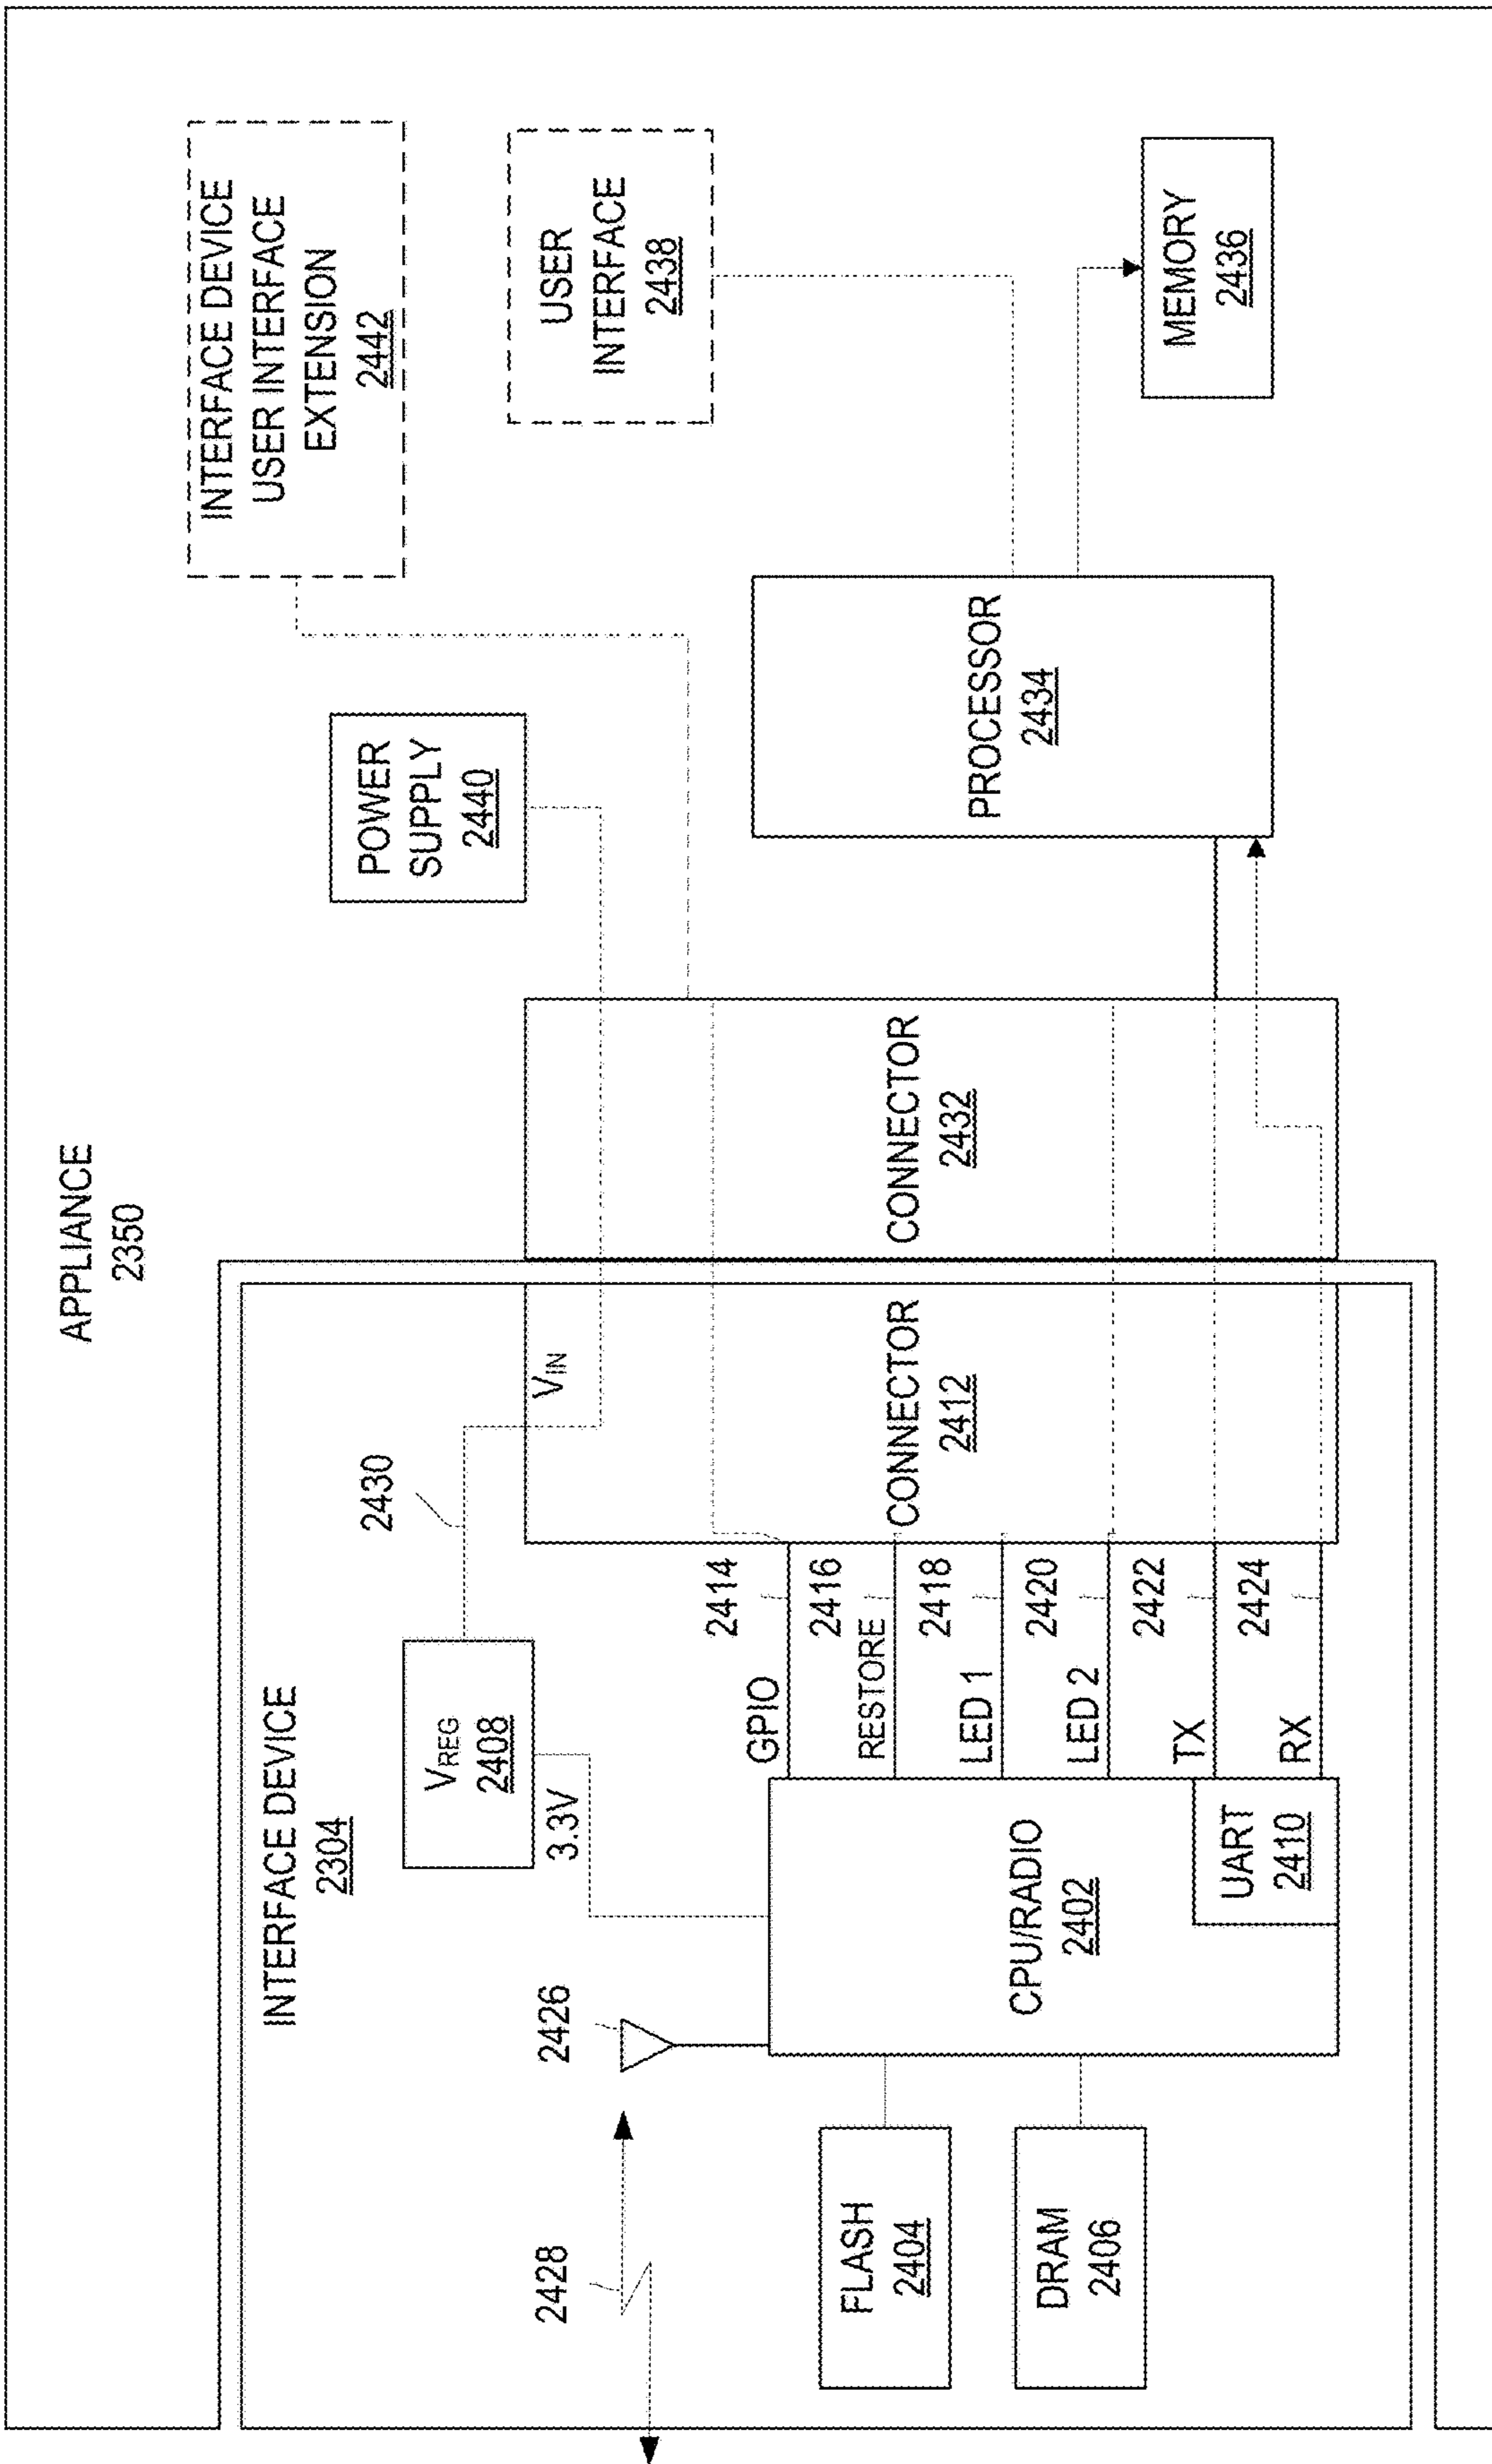 APPLIANCE
2350
INTERFACE DEVICE
2304
2428
2426
FLASH
2404
DRAM
2406
CPU/RADIO
2402
UART
2410
VREG
2408
3.3V
2430
VIN
GPIO
2414
RESTORE
2416
LED 1
2418
LED 2
2420
TX
2422
RX
2424
CONNECTOR
2412
CONNECTOR
2432
POWER
SUPPLY
2440
PROCESSOR
2434
INTERFACE DEVICE
USER INTERFACE
EXTENSION
2442
USER
INTERFACE
2438
MEMORY
2436